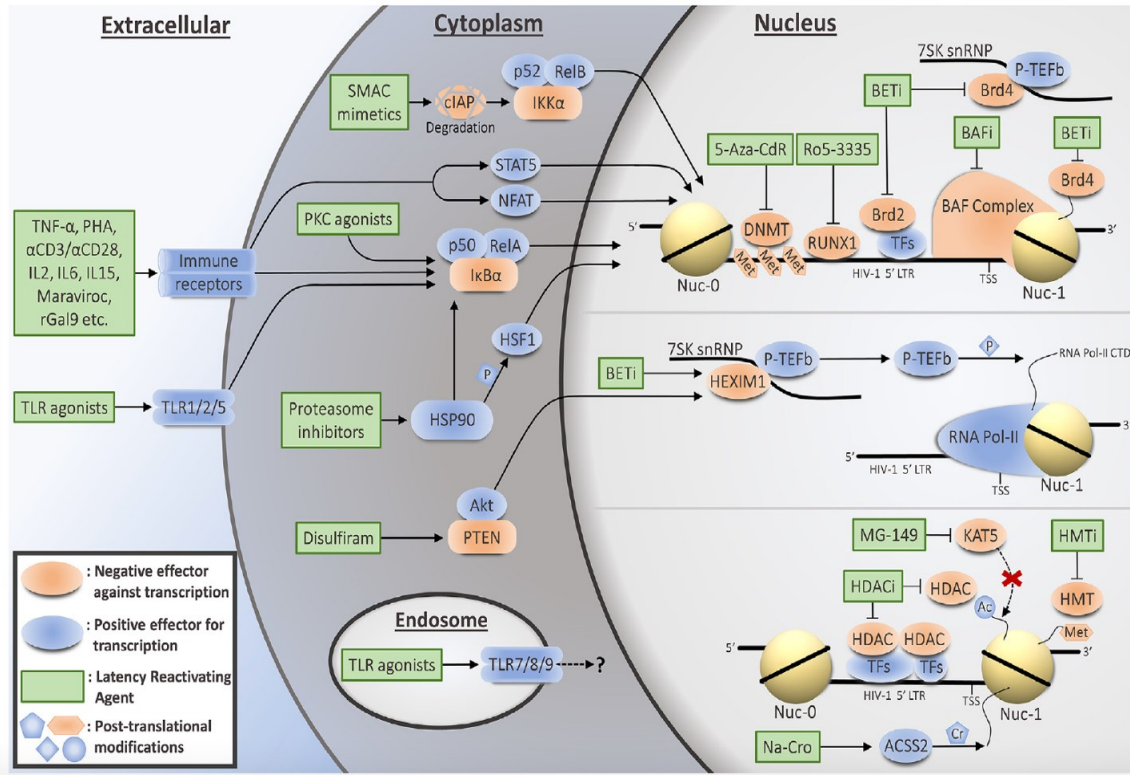 Extracellular
Cytoplasm
Nucleus
SMAC
mimetics
cIAP
Degradation
p52
RelB
IKKα
STAT5
NFAT
PKC agonists
p50
RelA
IκBα
TNF-α, PHA,
αCD3/αCD28,
IL2, IL6, IL15,
Maraviroc,
rGal9 etc.
Immune
receptors
TLR agonists
TLR1/2/5
Proteasome
inhibitors
HSP90
P
HSF1
Akt
PTEN
Disulfiram
Endosome
TLR agonists
TLR7/8/9
?
7SK snRNP
P-TEFb
BETi
Brd4
5-Aza-CdR
Ro5-3335
BAFi
BETi
Brd4
5′
DNMT
RUNX1
Brd2
TFs
BAF Complex
3′
Met
Met
Met
HIV-1 5′ LTR
TSS
Nuc-0
Nuc-1
7SK snRNP
P-TEFb
P-TEFb
P
RNA Pol-II CTD
BETi
HEXIM1
RNA Pol-II
3′
5′
HIV-1 5′ LTR
TSS
Nuc-1
MG-149
KAT5
HMTi
HDACi
HDAC
Ac
HMT
HDAC
HDAC
Met
TFs
TFs
5′
3′
HIV-1 5′ LTR
TSS
Nuc-0
Nuc-1
Na-Cro
ACSS2
Cr
: Negative effector
against transcription
: Positive effector for
transcription
: Latency Reactivating
Agent
: Post-translational
modifications